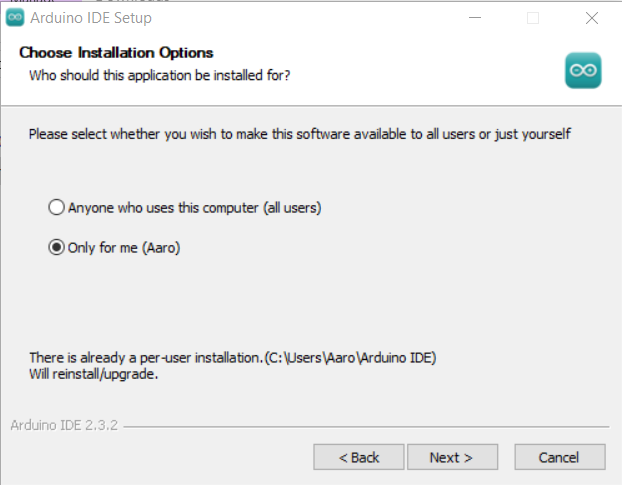 Arduino IDE Setup
Choose Installation Options
Who should this application be installed for?
Please select whether you wish to make this software available to all users or just yourself
Anyone who uses this computer (all users)
Only for me (Aaro)
There is already a per-user installation.(C:\Users\Aaro\Arduino IDE)
Will reinstall/upgrade.
Arduino IDE 2.3.2
< Back Next > Cancel